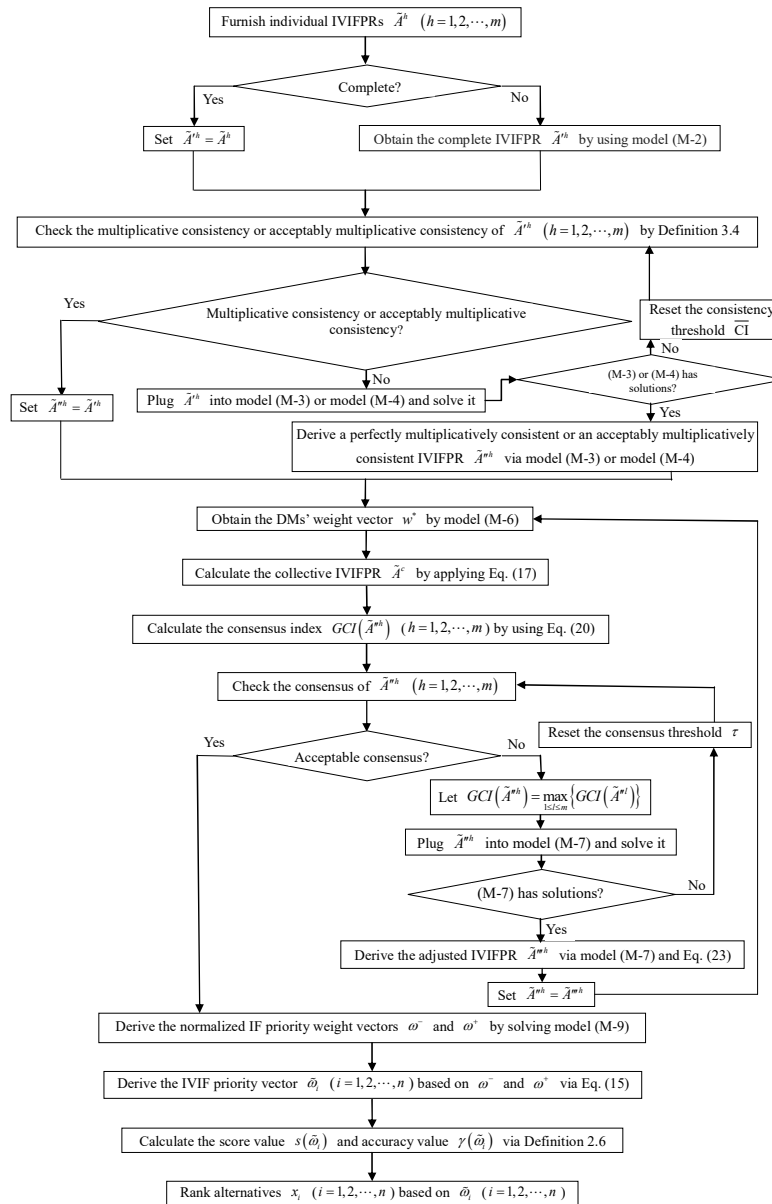 Furnish individual IVIFPRs Ã^h (h=1,2,⋯,m)
Complete?
Yes
No
Set Ã′^h = Ã^h
Obtain the complete IVIFPR Ã′^h by using model (M-2)
Check the multiplicative consistency or acceptably multiplicative consistency of Ã′^h (h=1,2,⋯,m) by Definition 3.4
Yes
Multiplicative consistency or acceptably multiplicative
consistency?
Reset the consistency
threshold C̅I̅
No
No
(M-3) or (M-4) has
solutions?
Plug Ã′^h into model (M-3) or model (M-4) and solve it
Set Ã″^h = Ã′^h
Yes
Derive a perfectly multiplicatively consistent or an acceptably multiplicatively
consistent IVIFPR Ã″^h via model (M-3) or model (M-4)
Obtain the DMs' weight vector w* by model (M-6)
Calculate the collective IVIFPR Ã^c by applying Eq. (17)
Calculate the consensus index GCI(Ã″^h) (h=1,2,⋯,m) by using Eq. (20)
Check the consensus of Ã″^h (h=1,2,⋯,m)
Reset the consensus threshold τ
Yes
Acceptable consensus?
No
Let GCI(Ã″^h) = max_{1≤l≤m} {GCI(Ã″^l)}
Plug Ã″^h into model (M-7) and solve it
(M-7) has solutions?
No
Yes
Derive the adjusted IVIFPR Ã‴^h via model (M-7) and Eq. (23)
Set Ã″^h = Ã‴^h
Derive the normalized IF priority weight vectors ω⁻ and ω⁺ by solving model (M-9)
Derive the IVIF priority vector ω̃_i (i=1,2,⋯,n) based on ω⁻ and ω⁺ via Eq. (15)
Calculate the score value s(ω̃_i) and accuracy value γ(ω̃_i) via Definition 2.6
Rank alternatives x_i (i=1,2,⋯,n) based on ω̃_i (i=1,2,⋯,n)